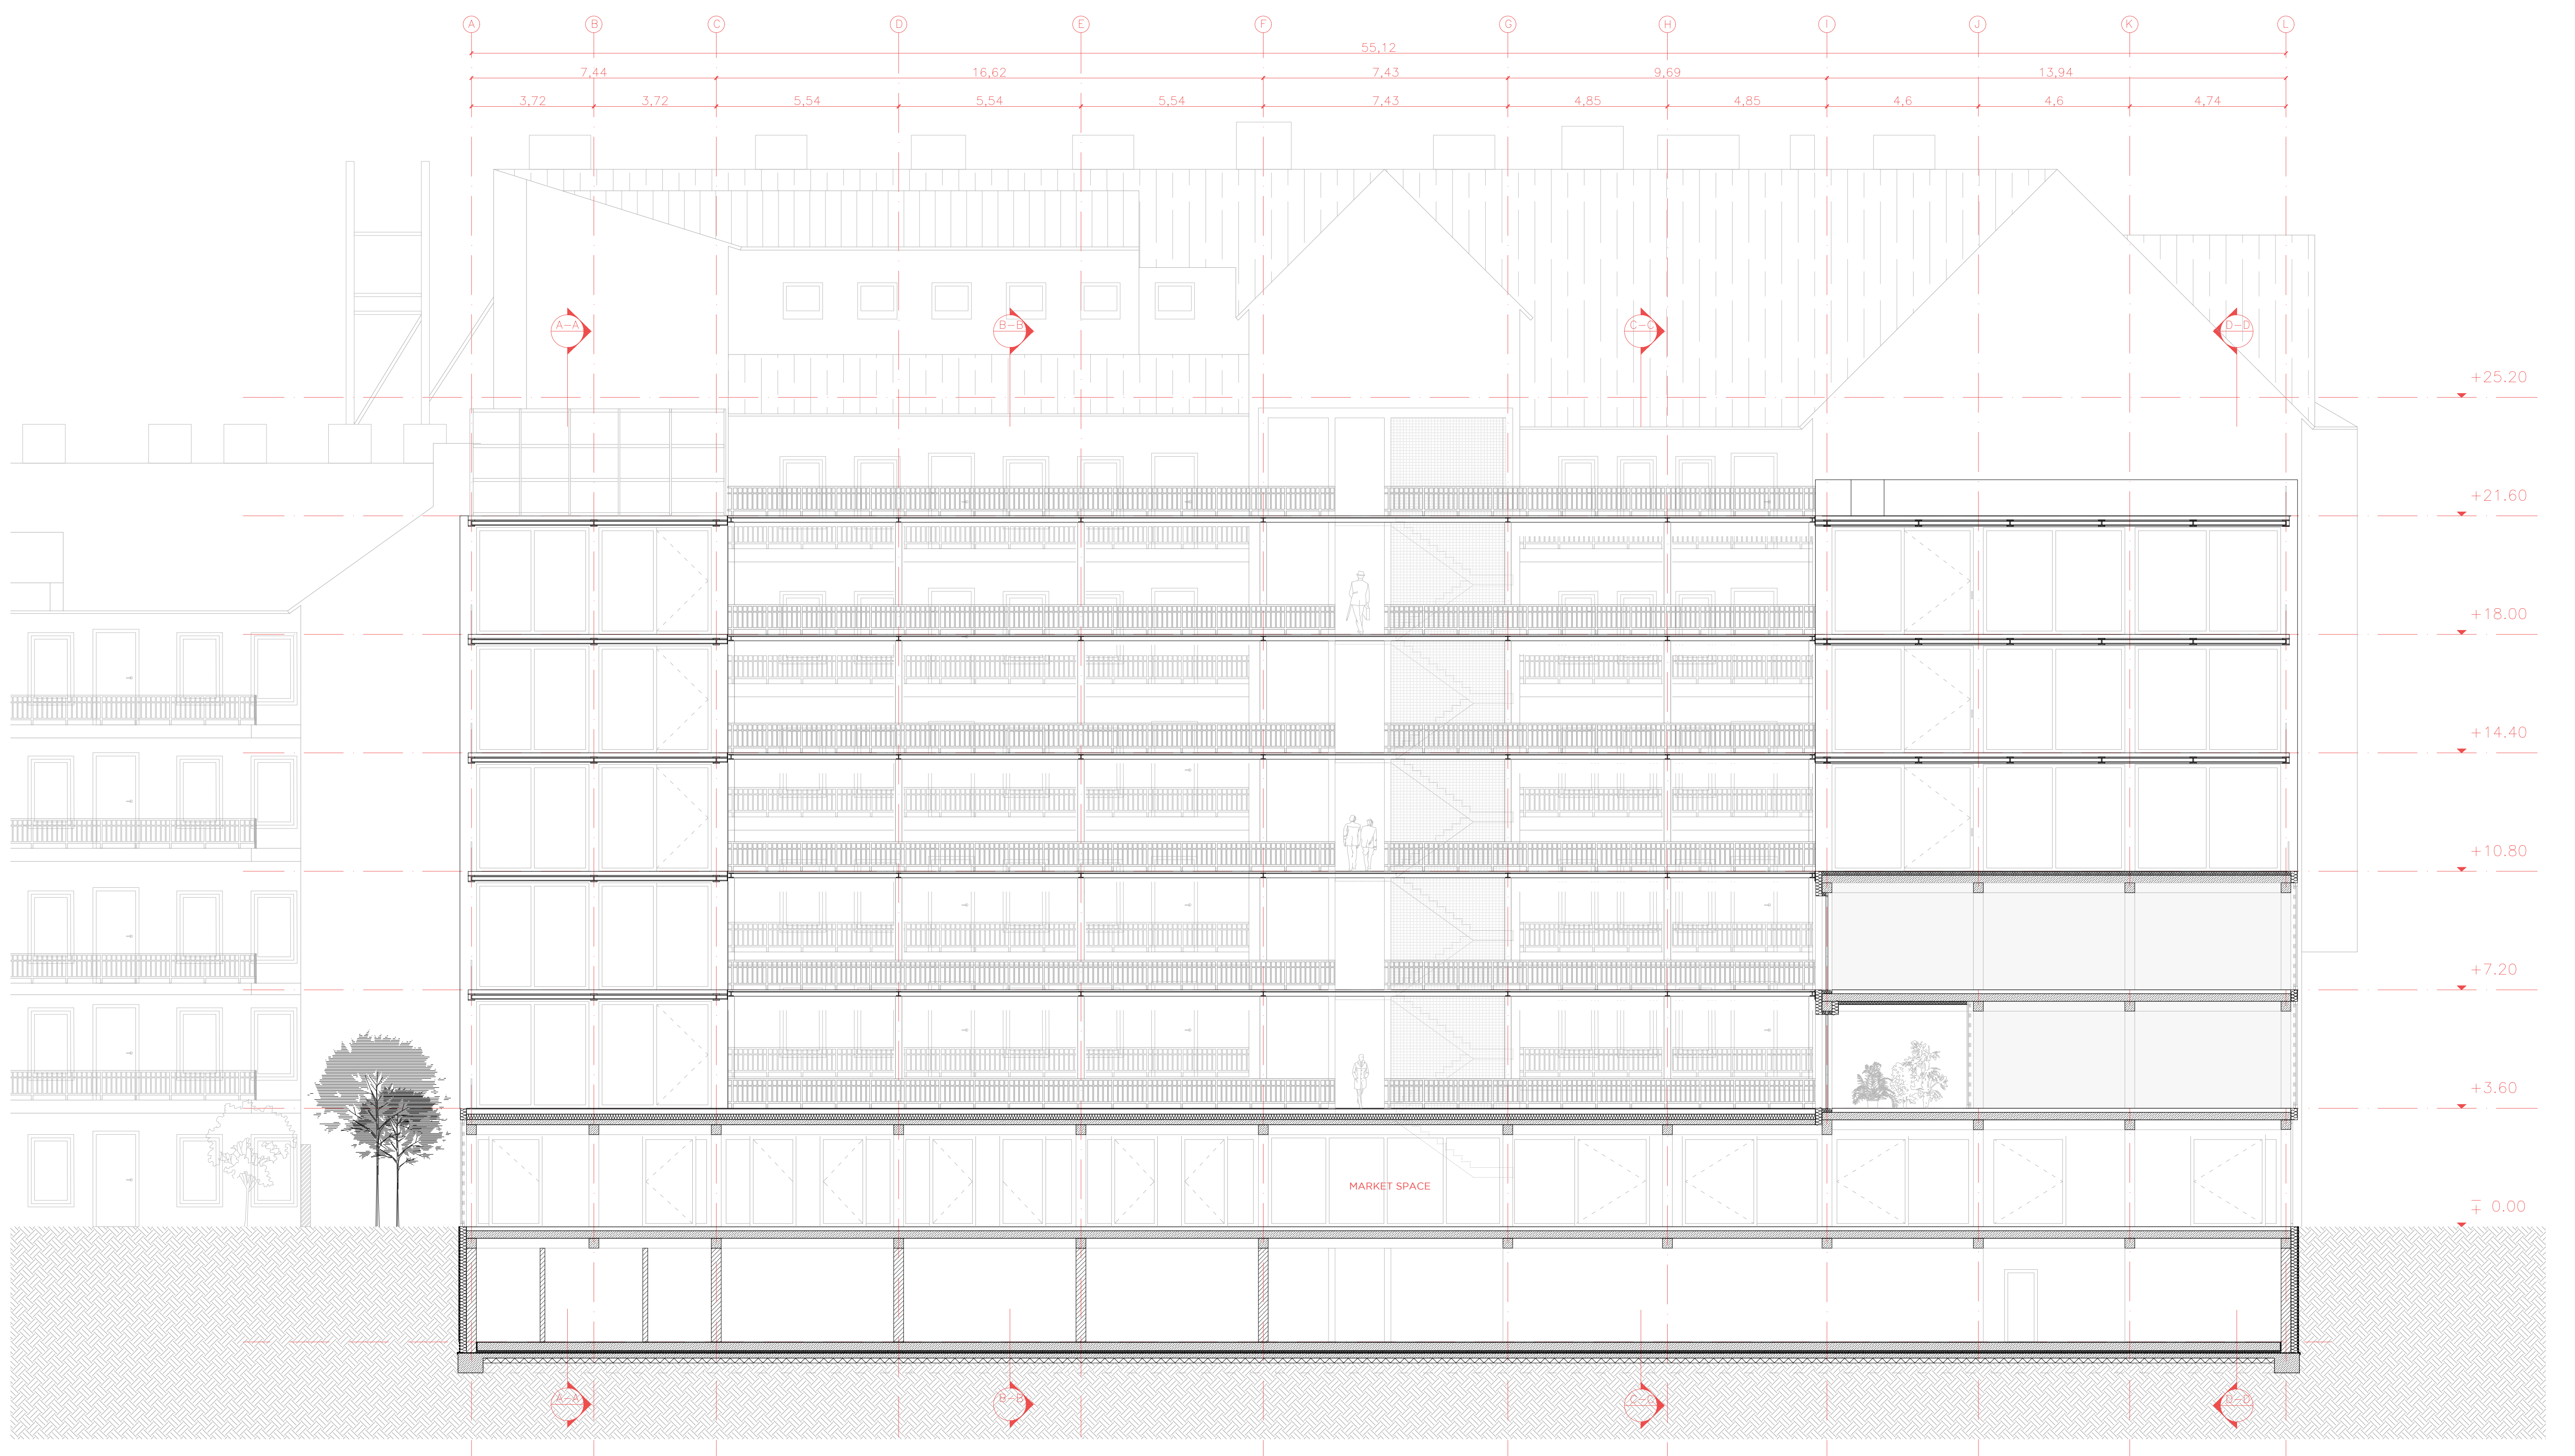 A B C D E F G H I J K L
55,12
7,44 16,62 7,43 9,69 13,94
3,72 3,72 5,54 5,54 5,54 7,43 4,85 4,85 4,6 4,6 4,74
A-A B-B C-C D-D
+25.20
+21.60
+18.00
+14.40
+10.80
+7.20
+3.60
MARKET SPACE
∓ 0.00
A-A B-B C-C D-D